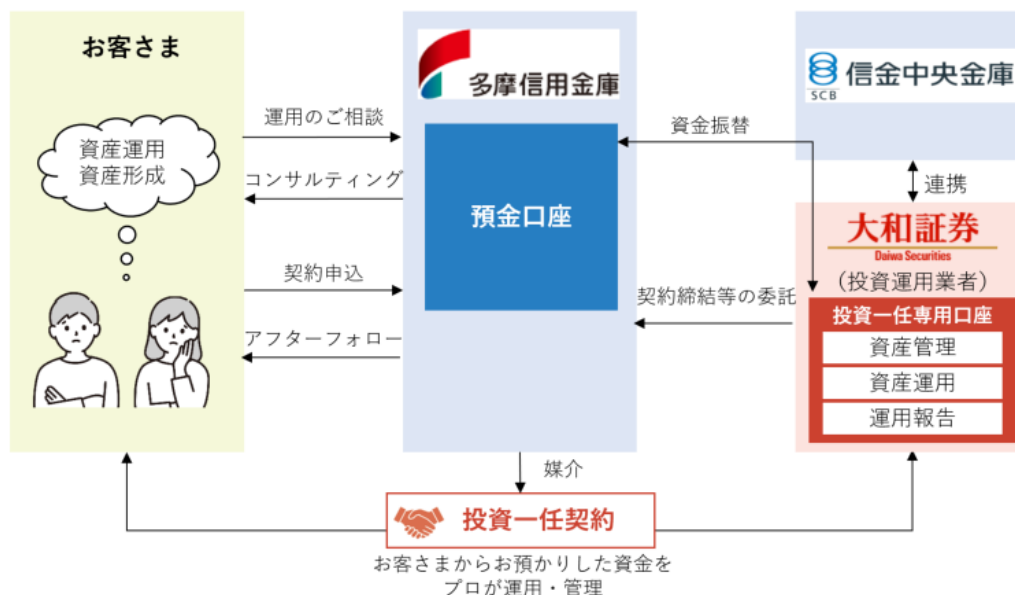 お客さま
資産運用
資産形成
運用のご相談
コンサルティング
契約申込
アフターフォロー
多摩信用金庫
預金口座
資金振替
契約締結等の委託
SCB
信金中央金庫
連携
大和証券
Daiwa Securities
（投資運用業者）
投資一任専用口座
資産管理
資産運用
運用報告
媒介
投資一任契約
お客さまからお預かりした資金を
プロが運用・管理